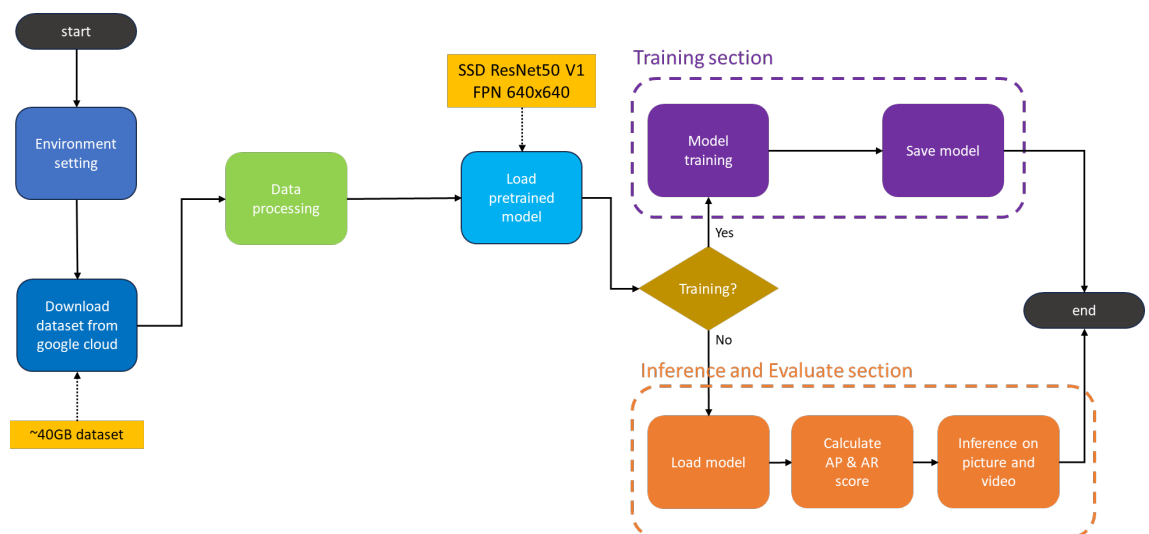 start
Environment
setting
Download
dataset from
google cloud
~40GB dataset
Data
processing
SSD ResNet50 V1
FPN 640x640
Load
pretrained
model
Training?
Yes
No
Training section
Model
training
Save model
Inference and Evaluate section
Load model
Calculate
AP & AR
score
Inference on
picture and
video
end